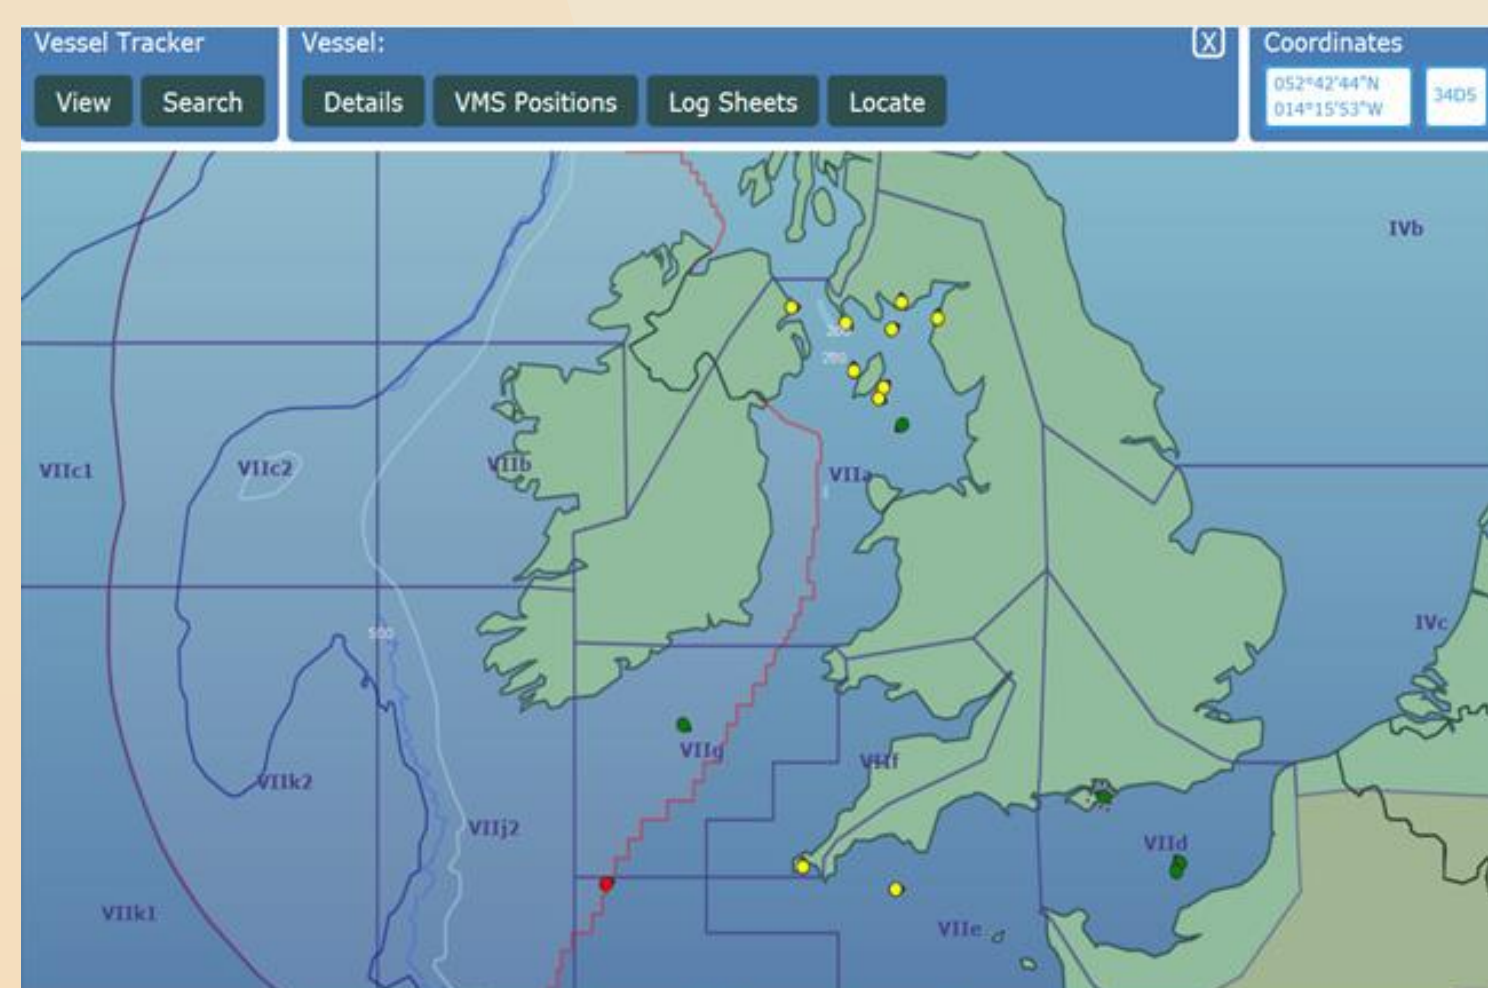 Vessel Tracker
View
Search
Vessel:
X
Details
VMS Positions
Log Sheets
Locate
Coordinates
052°42'44"N
014°15'53"W
34D5
IVb
VIIc1
VIIc2
VIIb
VIIa
500
IVc
VIIg
VIIf
VIIk2
VIIj2
VIId
VIIk1
VIIe